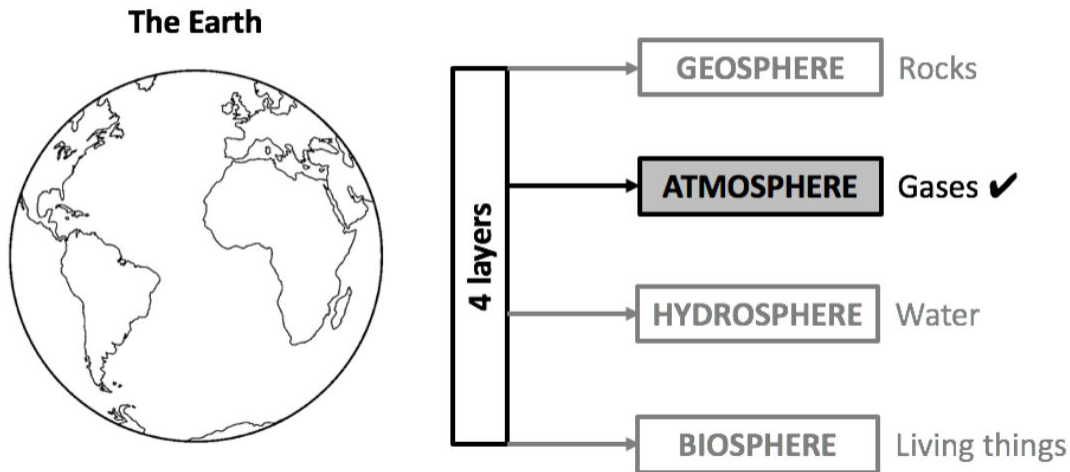 The Earth
4 layers
GEOSPHERE Rocks
ATMOSPHERE Gases ✔
HYDROSPHERE Water
BIOSPHERE Living things